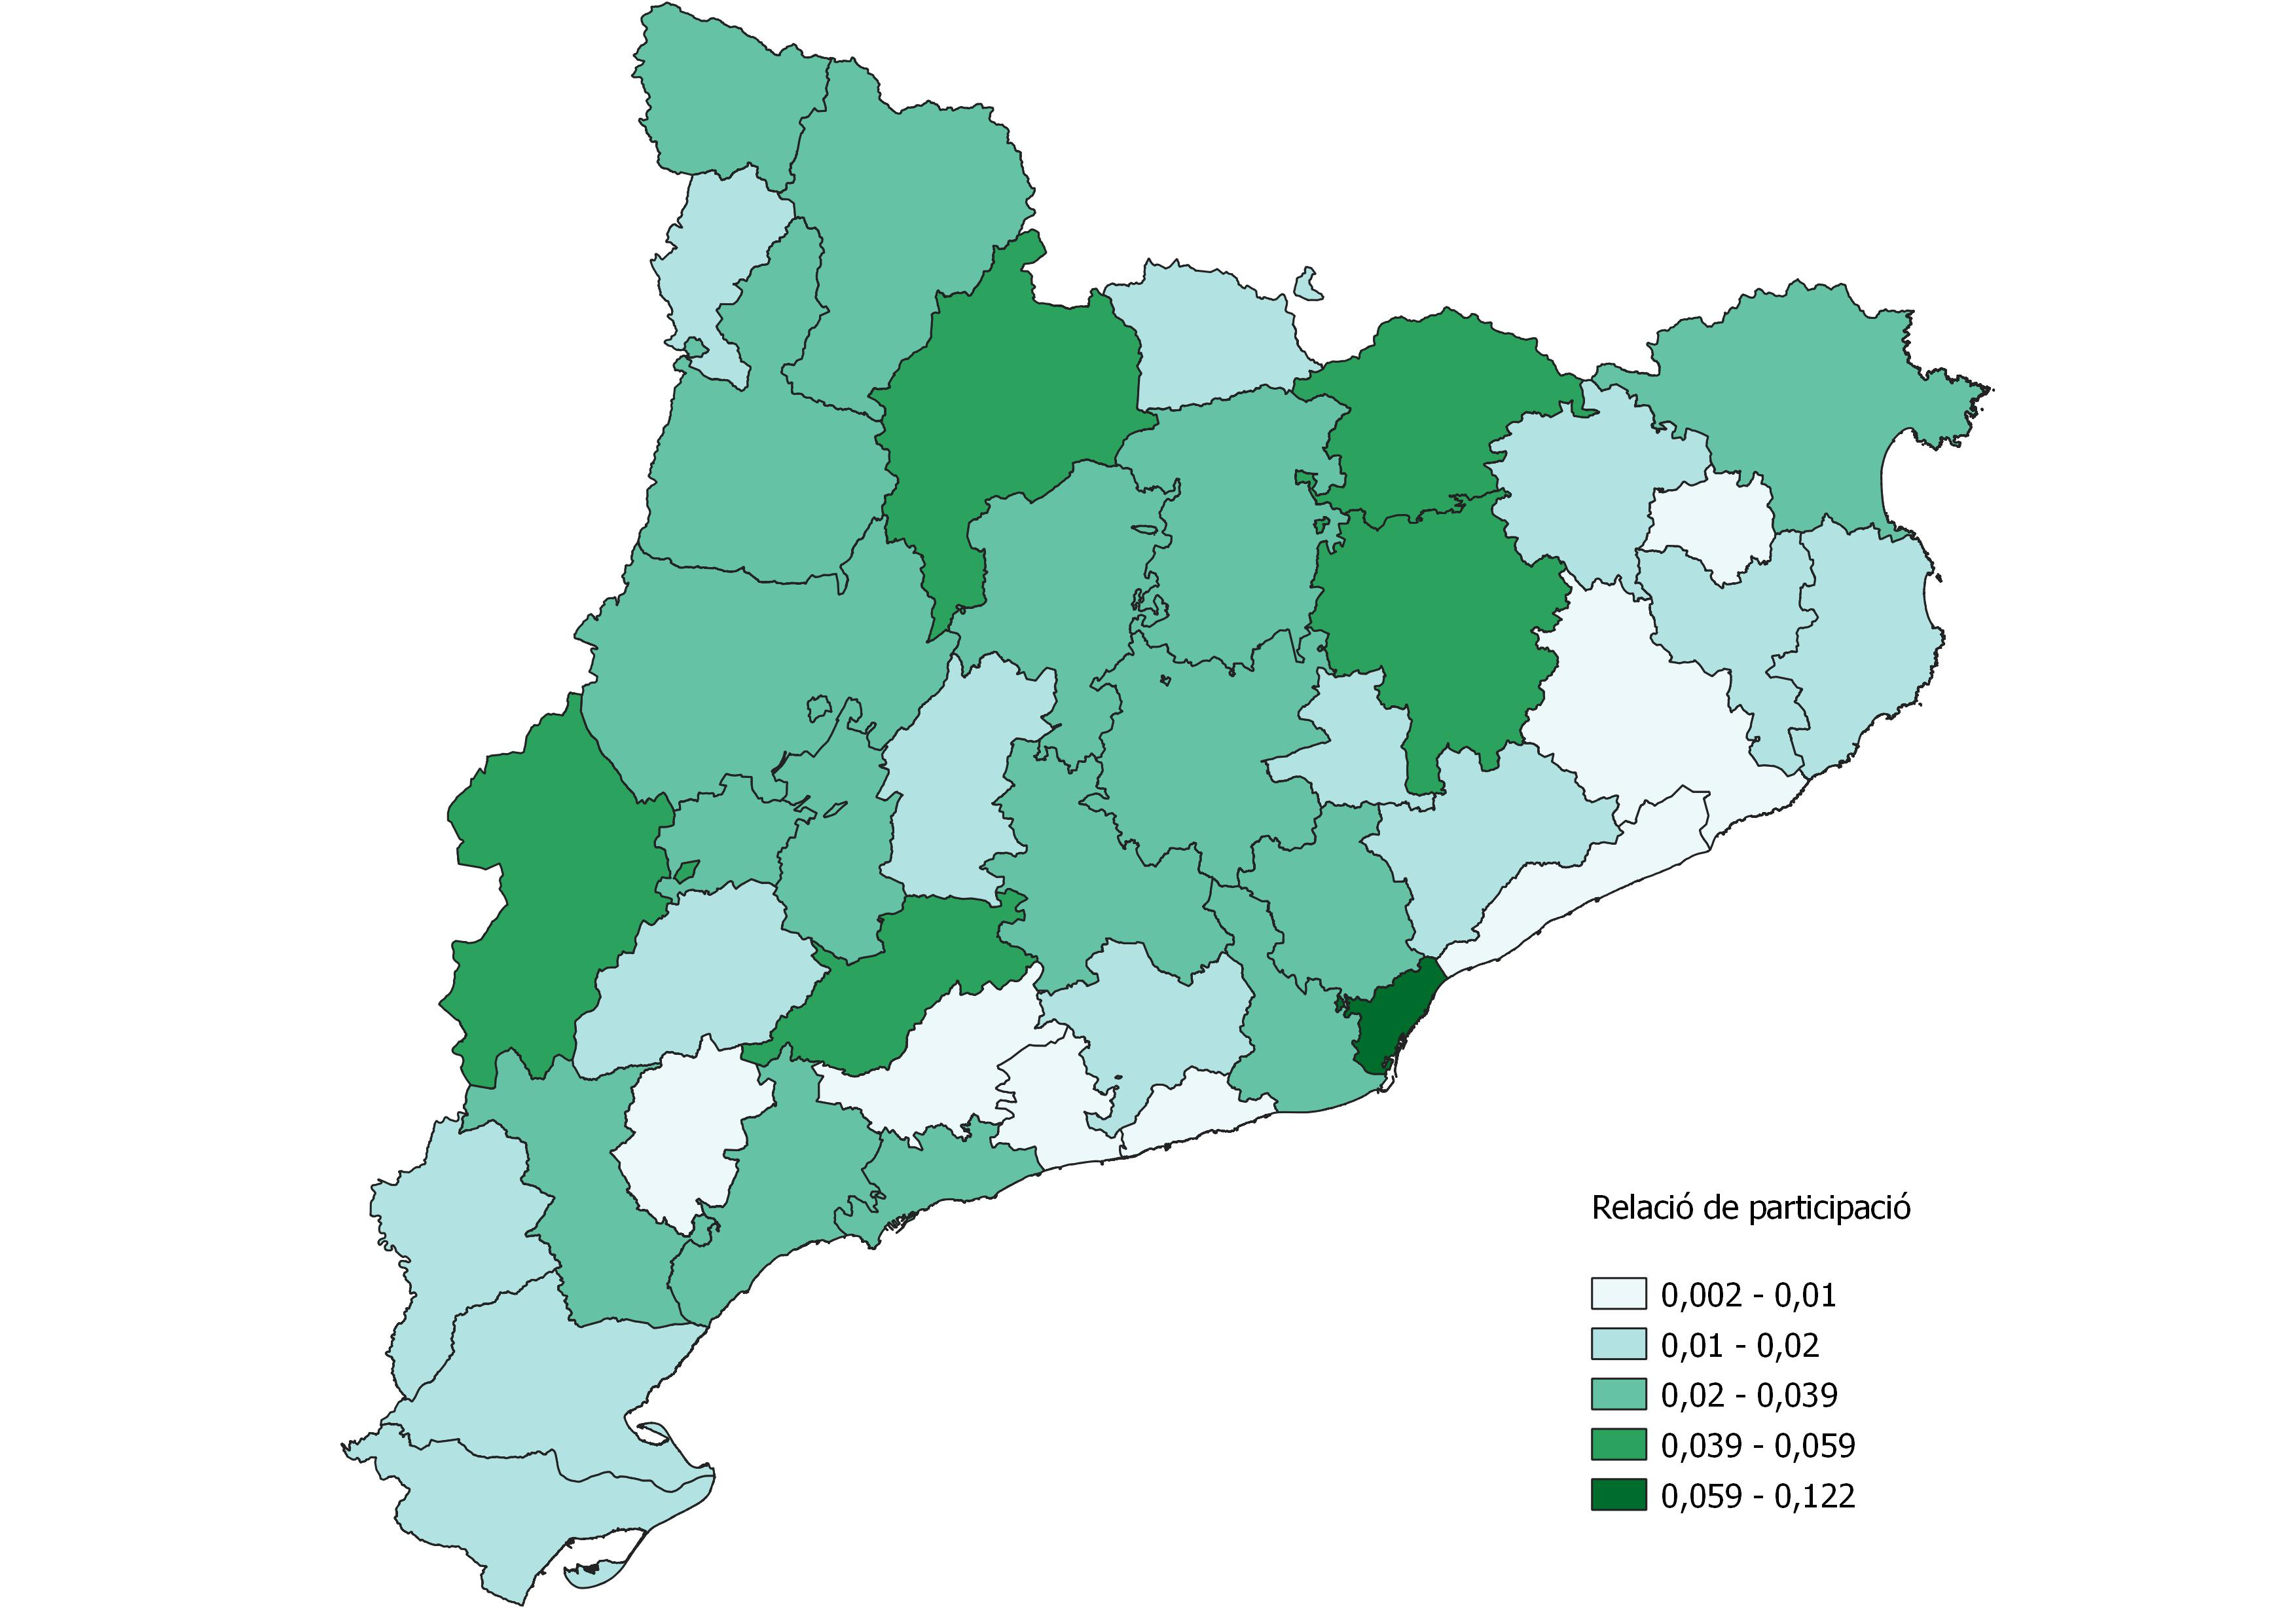 Relació de participació
0,002 - 0,01
0,01 - 0,02
0,02 - 0,039
0,039 - 0,059
0,059 - 0,122